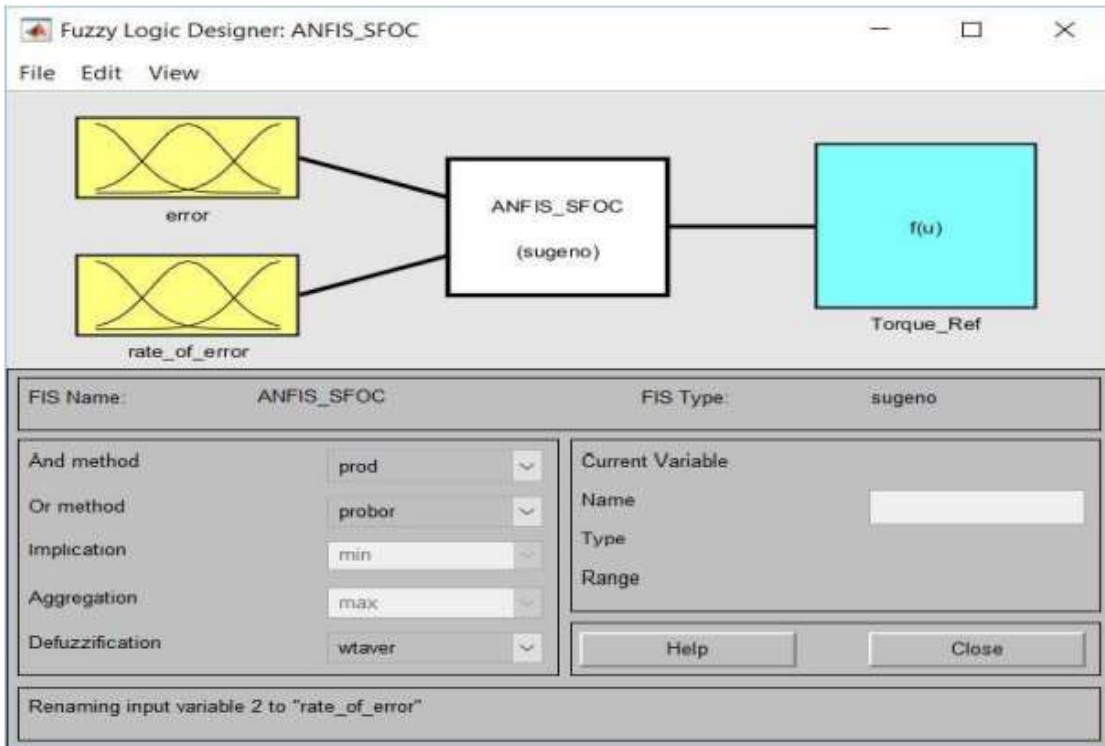 Fuzzy Logic Designer: ANFIS_SFOC
File Edit View
error
rate_of_error
ANFIS_SFOC
(sugeno)
f(u)
Torque_Ref
FIS Name: ANFIS_SFOC FIS Type: sugeno
And method prod
Or method probor
Implication min
Aggregation max
Defuzzification wtaver
Current Variable
Name
Type
Range
Help Close
Renaming input variable 2 to "rate_of_error"